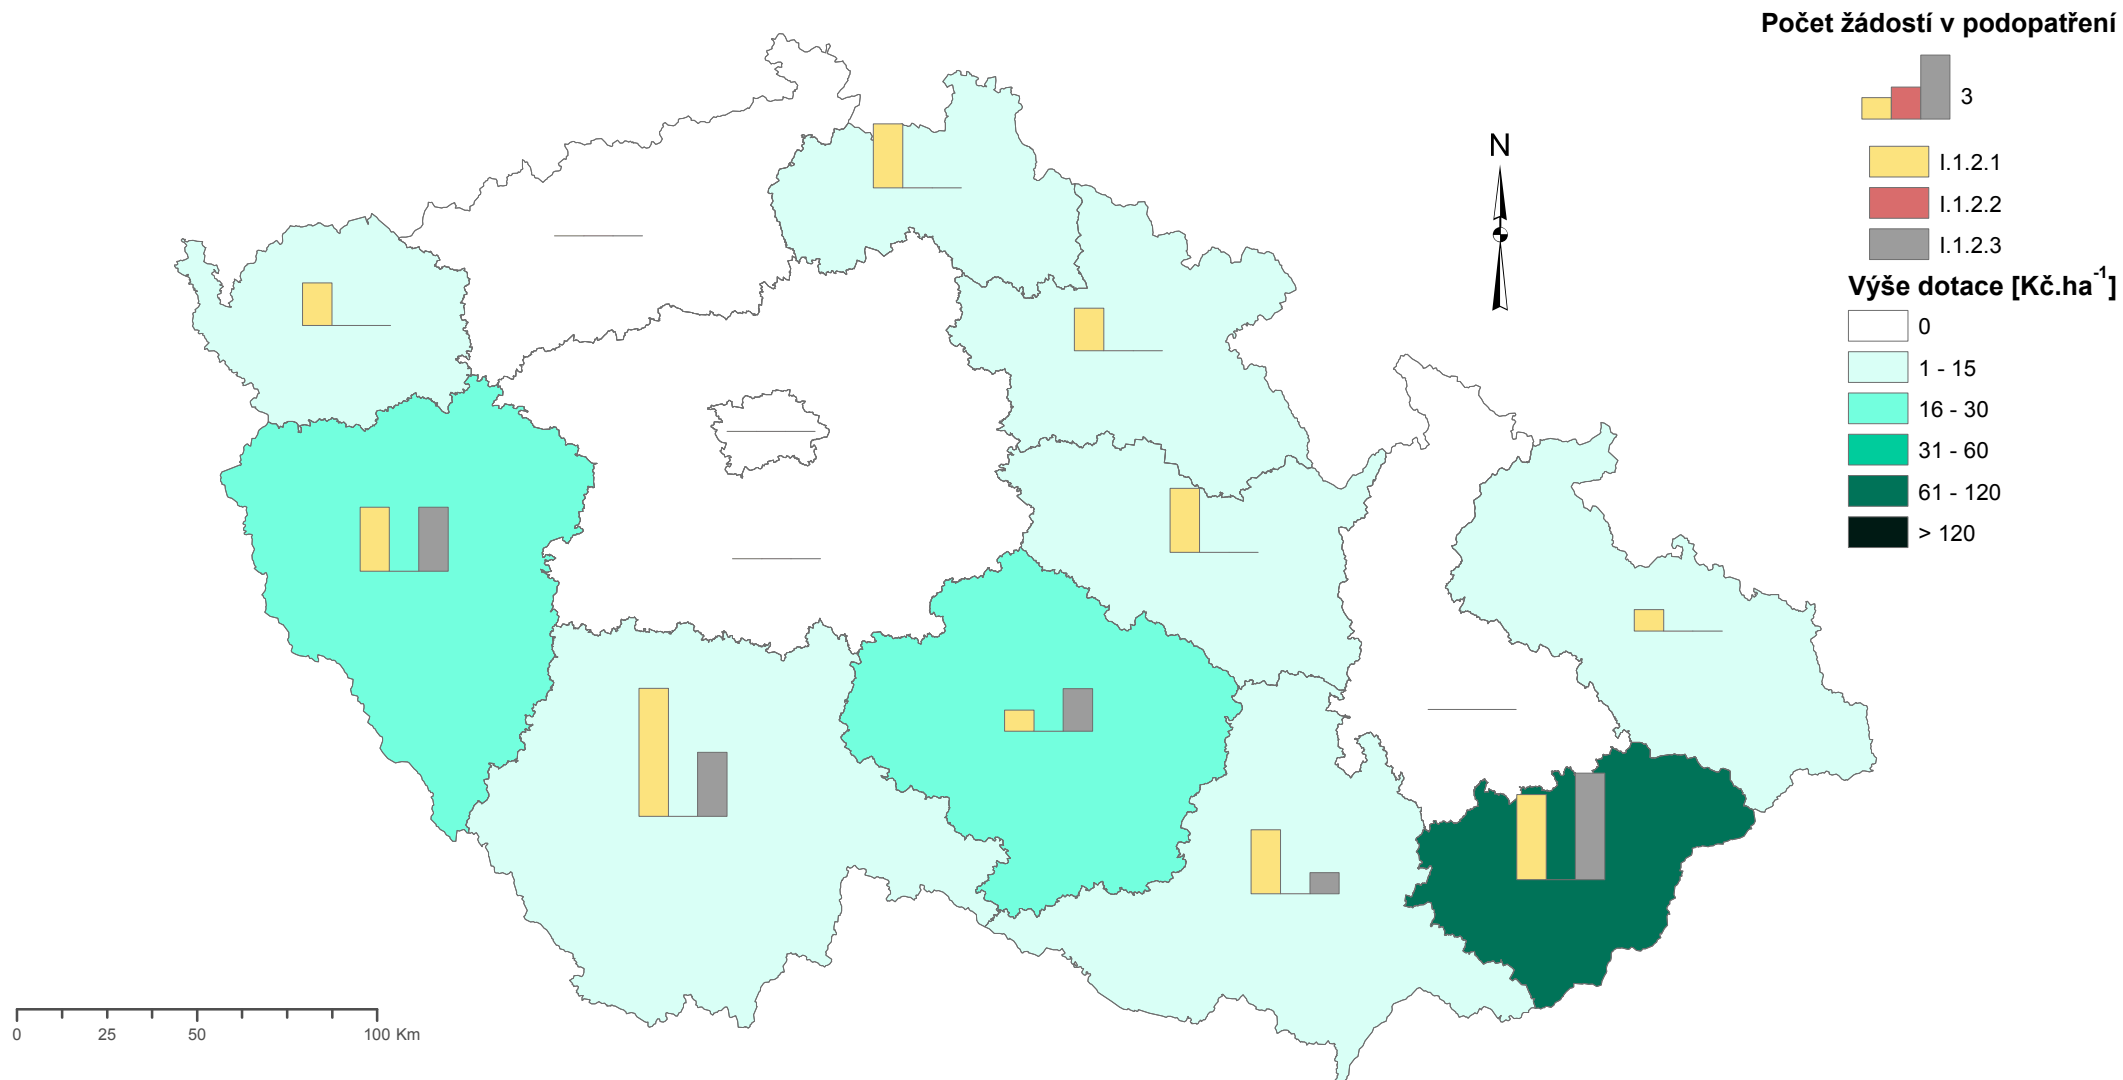 Počet žádostí v podopatření
3
I.1.2.1
I.1.2.2
I.1.2.3
Výše dotace [Kč.ha⁻¹]
0
1 - 15
16 - 30
31 - 60
61 - 120
> 120
N
0 25 50 100 Km